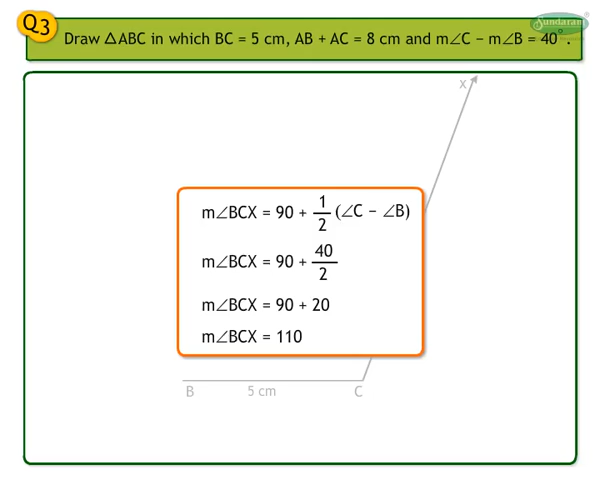 Q3
Sundaram
Draw △ABC in which BC = 5 cm, AB + AC = 8 cm and m∠C − m∠B = 40°.
x
m∠BCX = 90 + 1/2 (∠C − ∠B)
m∠BCX = 90 + 40/2
m∠BCX = 90 + 20
m∠BCX = 110
B 5 cm C